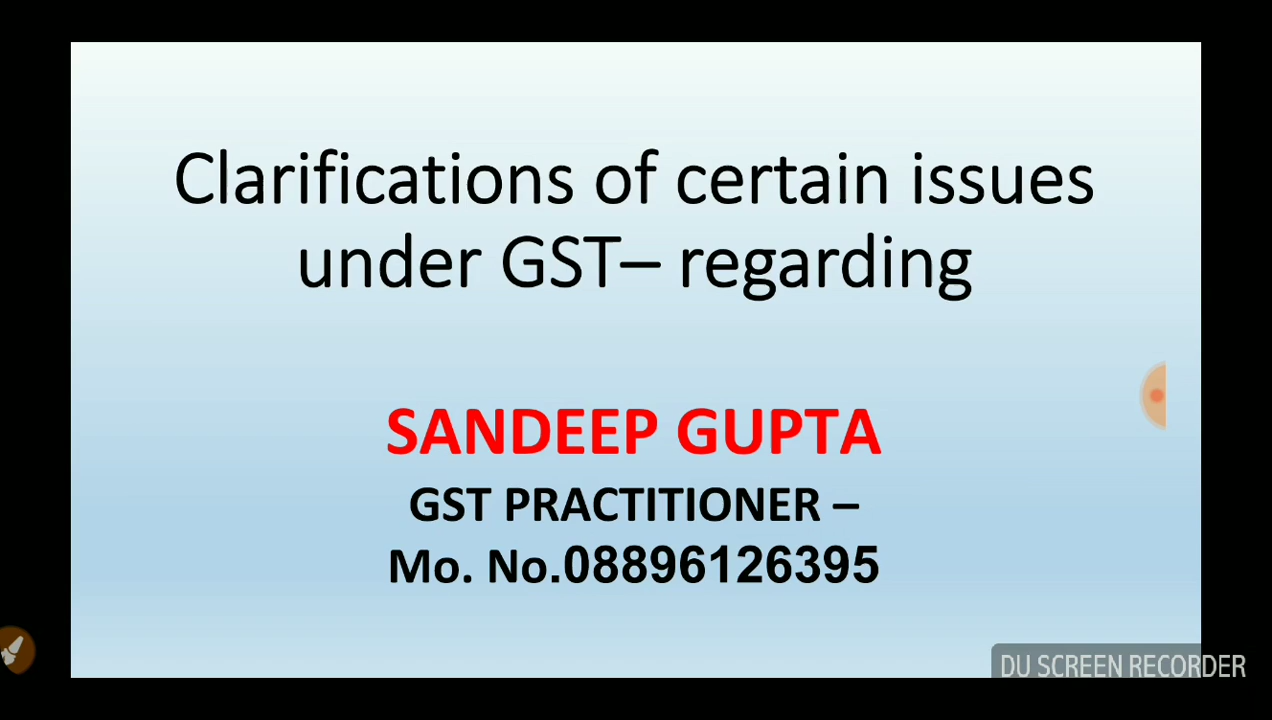 Clarifications of certain issues
under GST– regarding
SANDEEP GUPTA
GST PRACTITIONER –
Mo. No.08896126395
DU SCREEN RECORDER